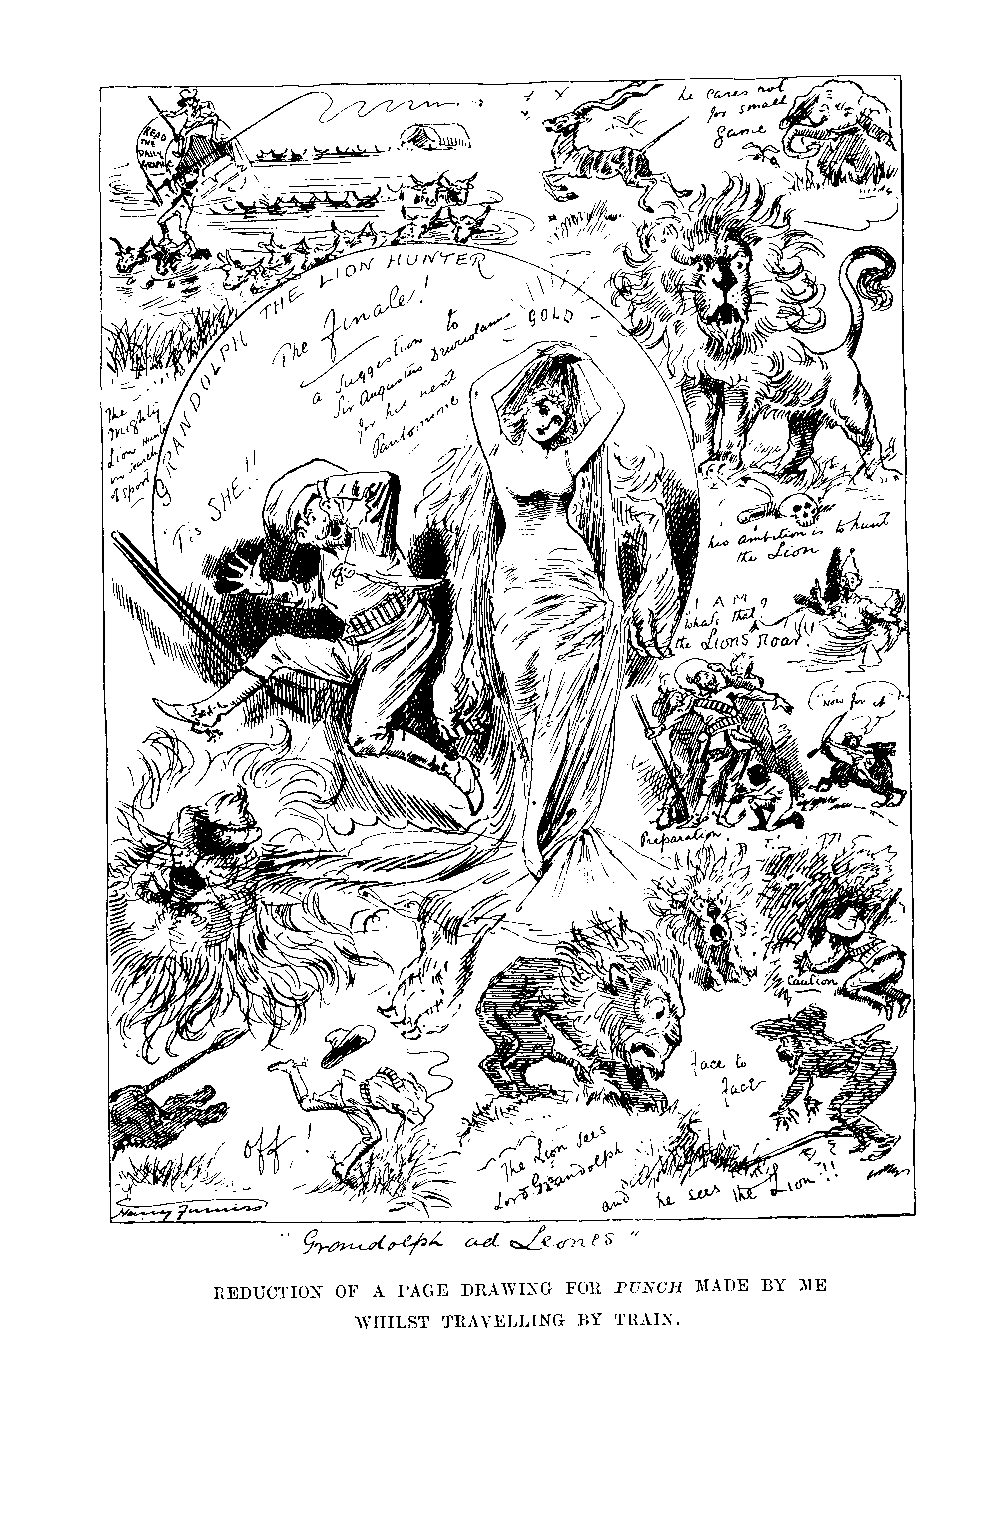 READ
THE
DAILY
GRAPHIC
he cares not
for small
game
GRANDOLPH THE LION HUNTER
The Finale!
a suggestion to
Sir Augustus Druriolanus
for his next
Pantomime
GOLD
The
Mighty
Lion Hunter
in search
of sport
'Tis SHE!!
his ambition is to hunt
the Lion
I AM?
what's that
the Lions Roar!!
"Now for it"
Preparation
Caution
Face to
Face
off!
The Lion sees
Lord Grandolph
and
he sees the Lion!!
Harry Furniss
"Grandolph ad Leones"
REDUCTION OF A PAGE DRAWING FOR PUNCH MADE BY ME
WHILST TRAVELLING BY TRAIN.